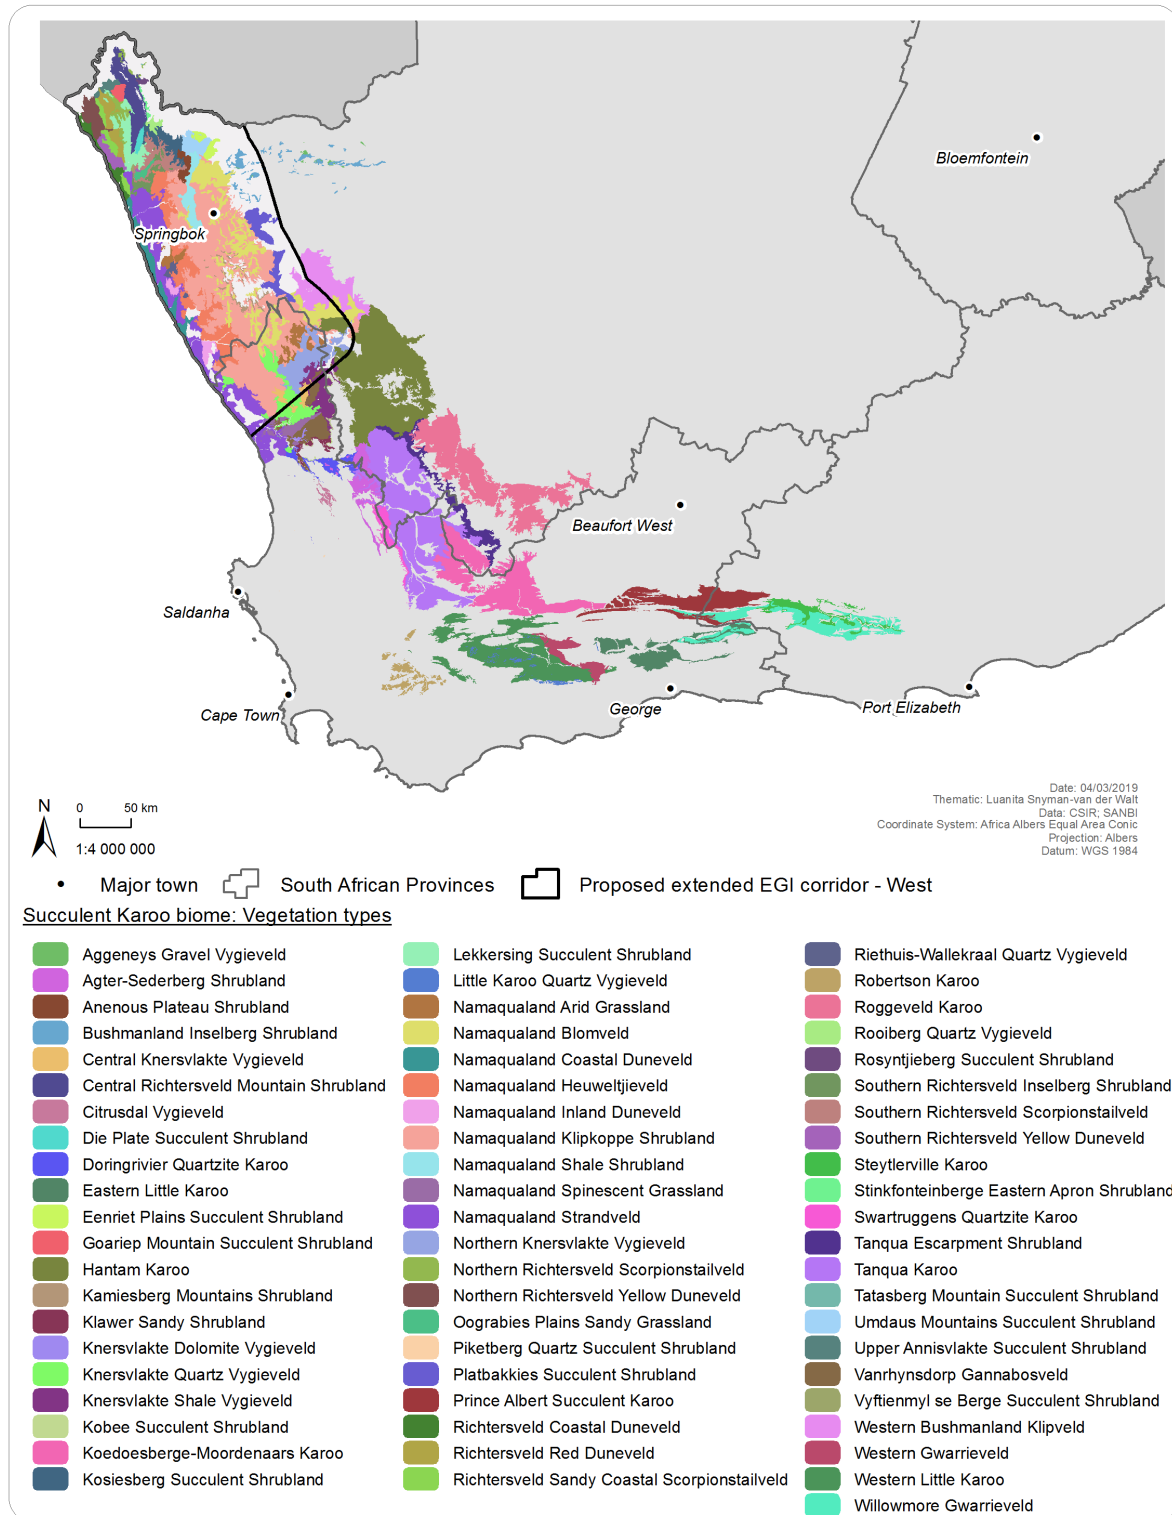 Bloemfontein
Springbok
Beaufort West
Saldanha
Cape Town
George
Port Elizabeth
Date: 04/03/2019
Thematic: Luanita Snyman-van der Walt
Data: CSIR; SANBI
Coordinate System: Africa Albers Equal Area Conic
Projection: Albers
Datum: WGS 1984
N
0 50 km
1:4 000 000
Major town South African Provinces Proposed extended EGI corridor - West
Succulent Karoo biome: Vegetation types
Aggeneys Gravel Vygieveld
Agter-Sederberg Shrubland
Anenous Plateau Shrubland
Bushmanland Inselberg Shrubland
Central Knersvlakte Vygieveld
Central Richtersveld Mountain Shrubland
Citrusdal Vygieveld
Die Plate Succulent Shrubland
Doringrivier Quartzite Karoo
Eastern Little Karoo
Eenriet Plains Succulent Shrubland
Goariep Mountain Succulent Shrubland
Hantam Karoo
Kamiesberg Mountains Shrubland
Klawer Sandy Shrubland
Knersvlakte Dolomite Vygieveld
Knersvlakte Quartz Vygieveld
Knersvlakte Shale Vygieveld
Kobee Succulent Shrubland
Koedoesberge-Moordenaars Karoo
Kosiesberg Succulent Shrubland
Lekkersing Succulent Shrubland
Little Karoo Quartz Vygieveld
Namaqualand Arid Grassland
Namaqualand Blomveld
Namaqualand Coastal Duneveld
Namaqualand Heuweltjieveld
Namaqualand Inland Duneveld
Namaqualand Klipkoppe Shrubland
Namaqualand Shale Shrubland
Namaqualand Spinescent Grassland
Namaqualand Strandveld
Northern Knersvlakte Vygieveld
Northern Richtersveld Scorpionstailveld
Northern Richtersveld Yellow Duneveld
Oograbies Plains Sandy Grassland
Piketberg Quartz Succulent Shrubland
Platbakkies Succulent Shrubland
Prince Albert Succulent Karoo
Richtersveld Coastal Duneveld
Richtersveld Red Duneveld
Richtersveld Sandy Coastal Scorpionstailveld
Riethuis-Wallekraal Quartz Vygieveld
Robertson Karoo
Roggeveld Karoo
Rooiberg Quartz Vygieveld
Rosyntjieberg Succulent Shrubland
Southern Richtersveld Inselberg Shrubland
Southern Richtersveld Scorpionstailveld
Southern Richtersveld Yellow Duneveld
Steytlerville Karoo
Stinkfonteinberge Eastern Apron Shrubland
Swartruggens Quartzite Karoo
Tanqua Escarpment Shrubland
Tanqua Karoo
Tatasberg Mountain Succulent Shrubland
Umdaus Mountains Succulent Shrubland
Upper Annisvlakte Succulent Shrubland
Vanrhynsdorp Gannabosveld
Vyftienmyl se Berge Succulent Shrubland
Western Bushmanland Klipveld
Western Gwarrieveld
Western Little Karoo
Willowmore Gwarrieveld